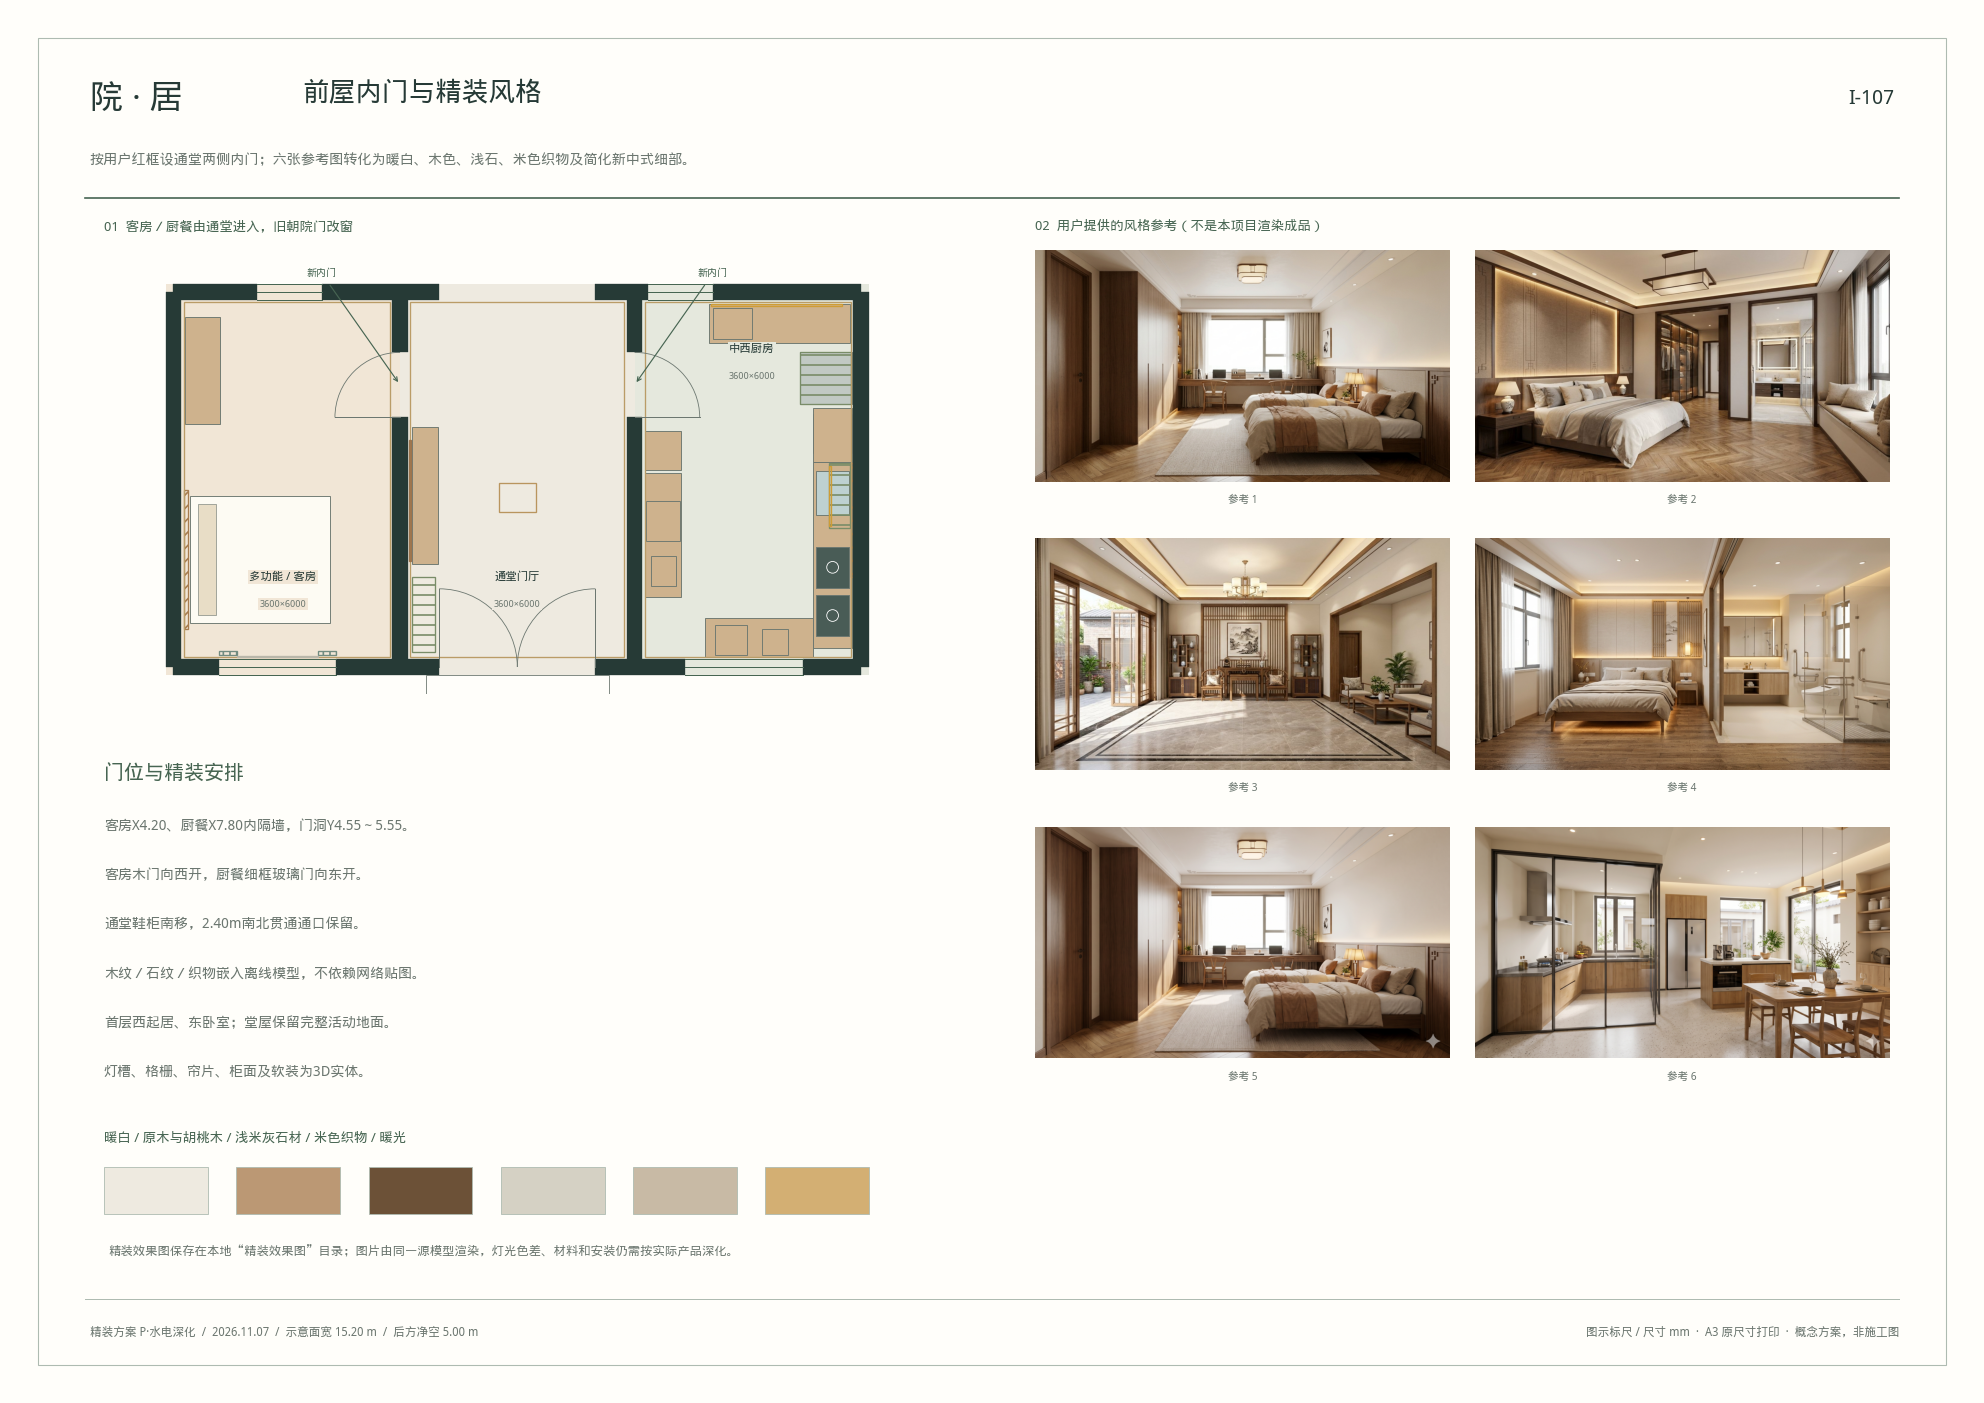 院·居
前屋内门与精装风格
I-107
按用户红框设通堂两侧内门；六张参考图转化为暖白、木色、浅石、米色织物及简化新中式细部。
01 客房 / 厨餐由通堂进入，旧朝院门改窗
新内门
新内门
中西厨房
3600×6000
多功能 / 客房
3600×6000
通堂门厅
3600×6000
门位与精装安排
客房X4.20、厨餐X7.80内隔墙，门洞Y4.55 ~ 5.55。
客房木门向西开，厨餐细框玻璃门向东开。
通堂鞋柜南移，2.40m南北贯通通口保留。
木纹 / 石纹 / 织物嵌入离线模型，不依赖网络贴图。
首层西起居、东卧室；堂屋保留完整活动地面。
灯槽、格栅、帘片、柜面及软装为3D实体。
暖白 / 原木与胡桃木 / 浅米灰石材 / 米色织物 / 暖光
精装效果图保存在本地“精装效果图”目录；图片由同一源模型渲染，灯光色差、材料和安装仍需按实际产品深化。
02 用户提供的风格参考（不是本项目渲染成品）
参考 1
参考 2
参考 3
参考 4
参考 5
参考 6
精装方案 P·水电深化 / 2026.11.07 / 示意面宽 15.20 m / 后方净空 5.00 m
图示标尺 / 尺寸 mm · A3 原尺寸打印 · 概念方案，非施工图